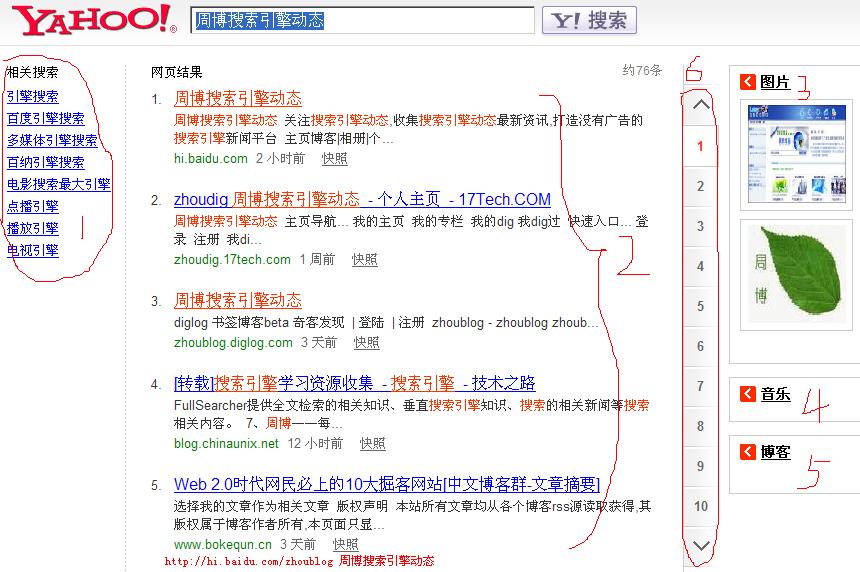 YAHOO!®
周博搜索引擎动态
Y! 搜索
相关搜索
引擎搜索
百度引擎搜索
多媒体引擎搜索
百纳引擎搜索
电影搜索最大引擎
点播引擎
播放引擎
电视引擎
1
网页结果
约76条
1. 周博搜索引擎动态
周博搜索引擎动态 关注搜索引擎动态,收集搜索引擎动态最新资讯,打造没有广告的
搜索引擎新闻平台 主页博客|相册|个...
hi.baidu.com 2 小时前 快照
2. zhoudig 周博搜索引擎动态 - 个人主页 - 17Tech.COM
周博搜索引擎动态 主页导航... 我的主页 我的专栏 我的dig 我dig过 快速入口... 登
录 注册 我di...
zhoudig.17tech.com 1 周前 快照
3. 周博搜索引擎动态
diglog 书签博客beta 奇客发现 | 登陆 | 注册 zhoublog - zhoublog zhoub...
zhoublog.diglog.com 3 天前 快照
4. [转载]搜索引擎学习资源收集 - 搜索引擎 - 技术之路
FullSearcher提供全文检索的相关知识、垂直搜索引擎知识、搜索的相关新闻等搜索
相关内容。 7、周博——每...
blog.chinaunix.net 12 小时前 快照
5. Web 2.0时代网民必上的10大掘客网站[中文博客群-文章摘要]
选择我的文章作为相关文章 版权声明 本站所有文章均从各个博客rss源读取获得,其
版权属于博客作者所有,本页面只显...
www.bokequn.cn 3 天前 快照
http://hi.baidu.com/zhoublog 周博搜索引擎动态
2
6
1
2
3
4
5
6
7
8
9
10
图片 3
周
博
音乐 4
博客 5